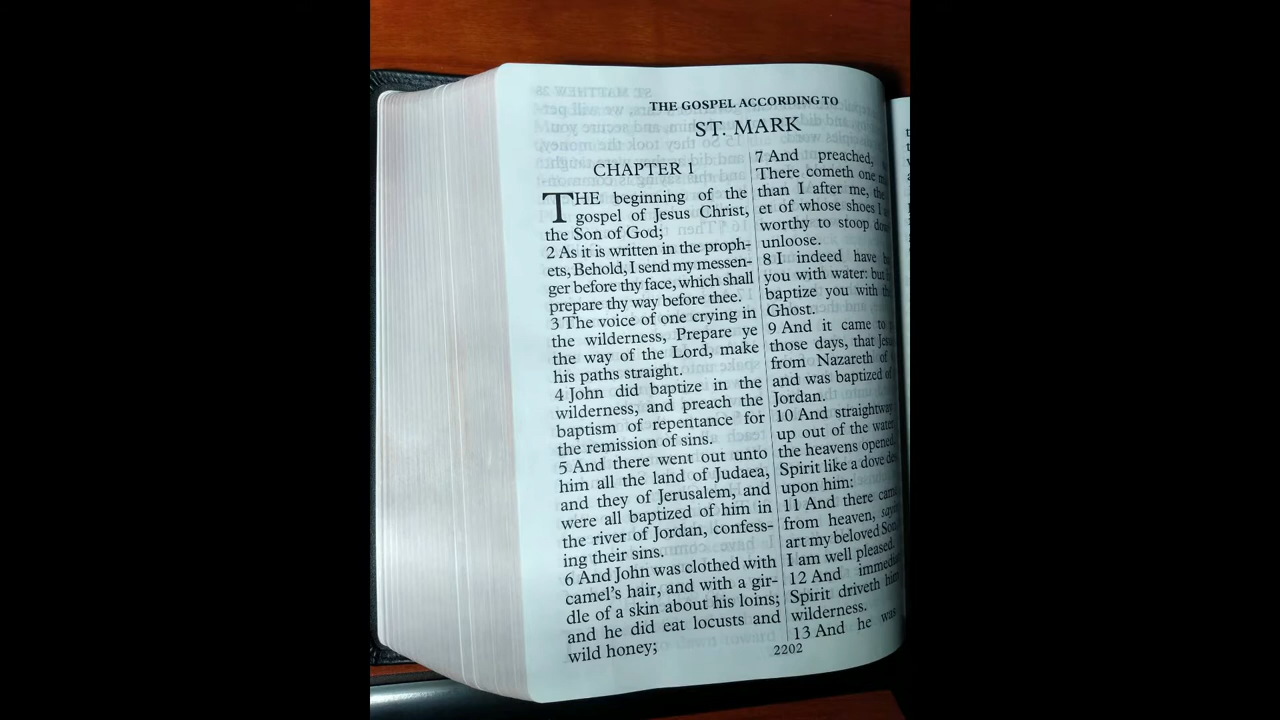 THE GOSPEL ACCORDING TO
ST. MARK
CHAPTER 1
THE beginning of the
gospel of Jesus Christ,
the Son of God;
2 As it is written in the proph-
ets, Behold, I send my messen-
ger before thy face, which shall
prepare thy way before thee.
3 The voice of one crying in
the wilderness, Prepare ye
the way of the Lord, make
his paths straight.
4 John did baptize in the
wilderness, and preach the
baptism of repentance for
the remission of sins.
5 And there went out unto
him all the land of Judaea,
and they of Jerusalem, and
were all baptized of him in
the river of Jordan, confess-
ing their sins.
6 And John was clothed with
camel's hair, and with a gir-
dle of a skin about his loins;
and he did eat locusts and
wild honey;
7 And preached,
There cometh one
than I after me, the
et of whose shoes I
worthy to stoop
unloose.
8 I indeed have
you with water: but
baptize you with
Ghost.
9 And it came to
those days, that
from Nazareth of
and was baptized of
Jordan.
10 And straightway
up out of the water
the heavens opened,
Spirit like a dove
upon him:
11 And there came
from heaven,
art my beloved Son
I am well pleased.
12 And
Spirit driveth him
wilderness.
13 And he was
2202